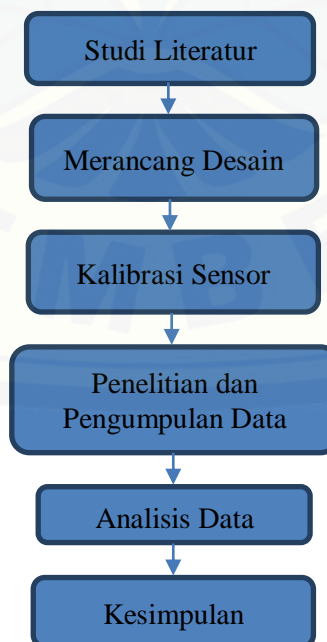 Studi Literatur
Merancang Desain
Kalibrasi Sensor
Penelitian dan
Pengumpulan Data
Analisis Data
Kesimpulan